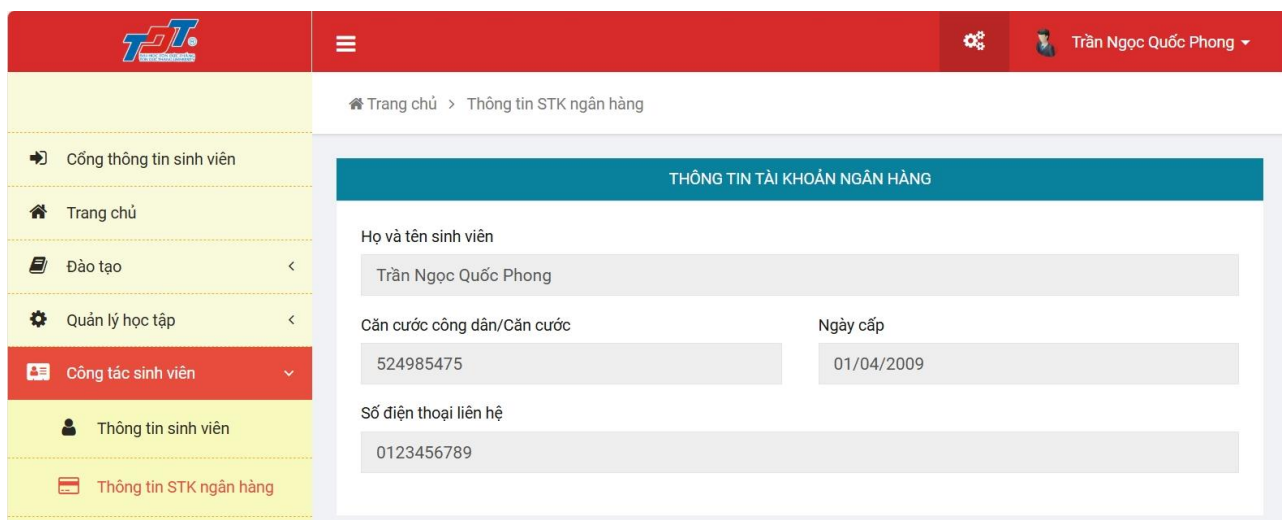 TDT
Trần Ngọc Quốc Phong
Trang chủ > Thông tin STK ngân hàng
Cổng thông tin sinh viên
Trang chủ
Đào tạo
Quản lý học tập
Công tác sinh viên
Thông tin sinh viên
Thông tin STK ngân hàng
THÔNG TIN TÀI KHOẢN NGÂN HÀNG
Họ và tên sinh viên
Trần Ngọc Quốc Phong
Căn cước công dân/Căn cước
Ngày cấp
524985475
01/04/2009
Số điện thoại liên hệ
0123456789